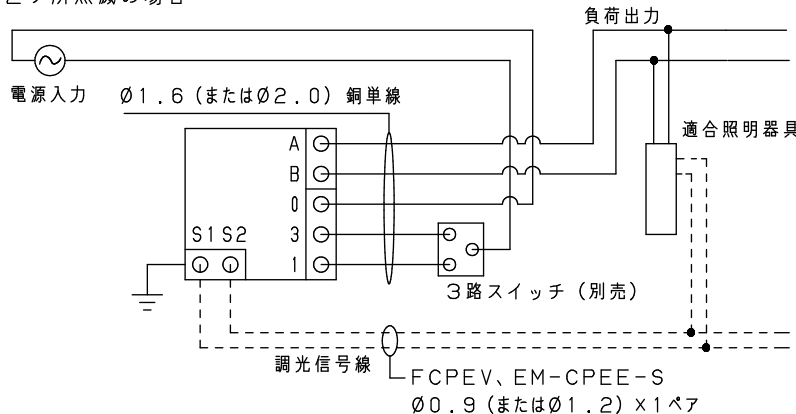 負荷出力
電源入力
Ø1.6（またはØ2.0）銅単線
適合照明器具
A
B
0
S1 S2
3
1
3路スイッチ（別売）
調光信号線
FCPEV、EM-CPEE-S
Ø0.9（またはØ1.2）×1ペア